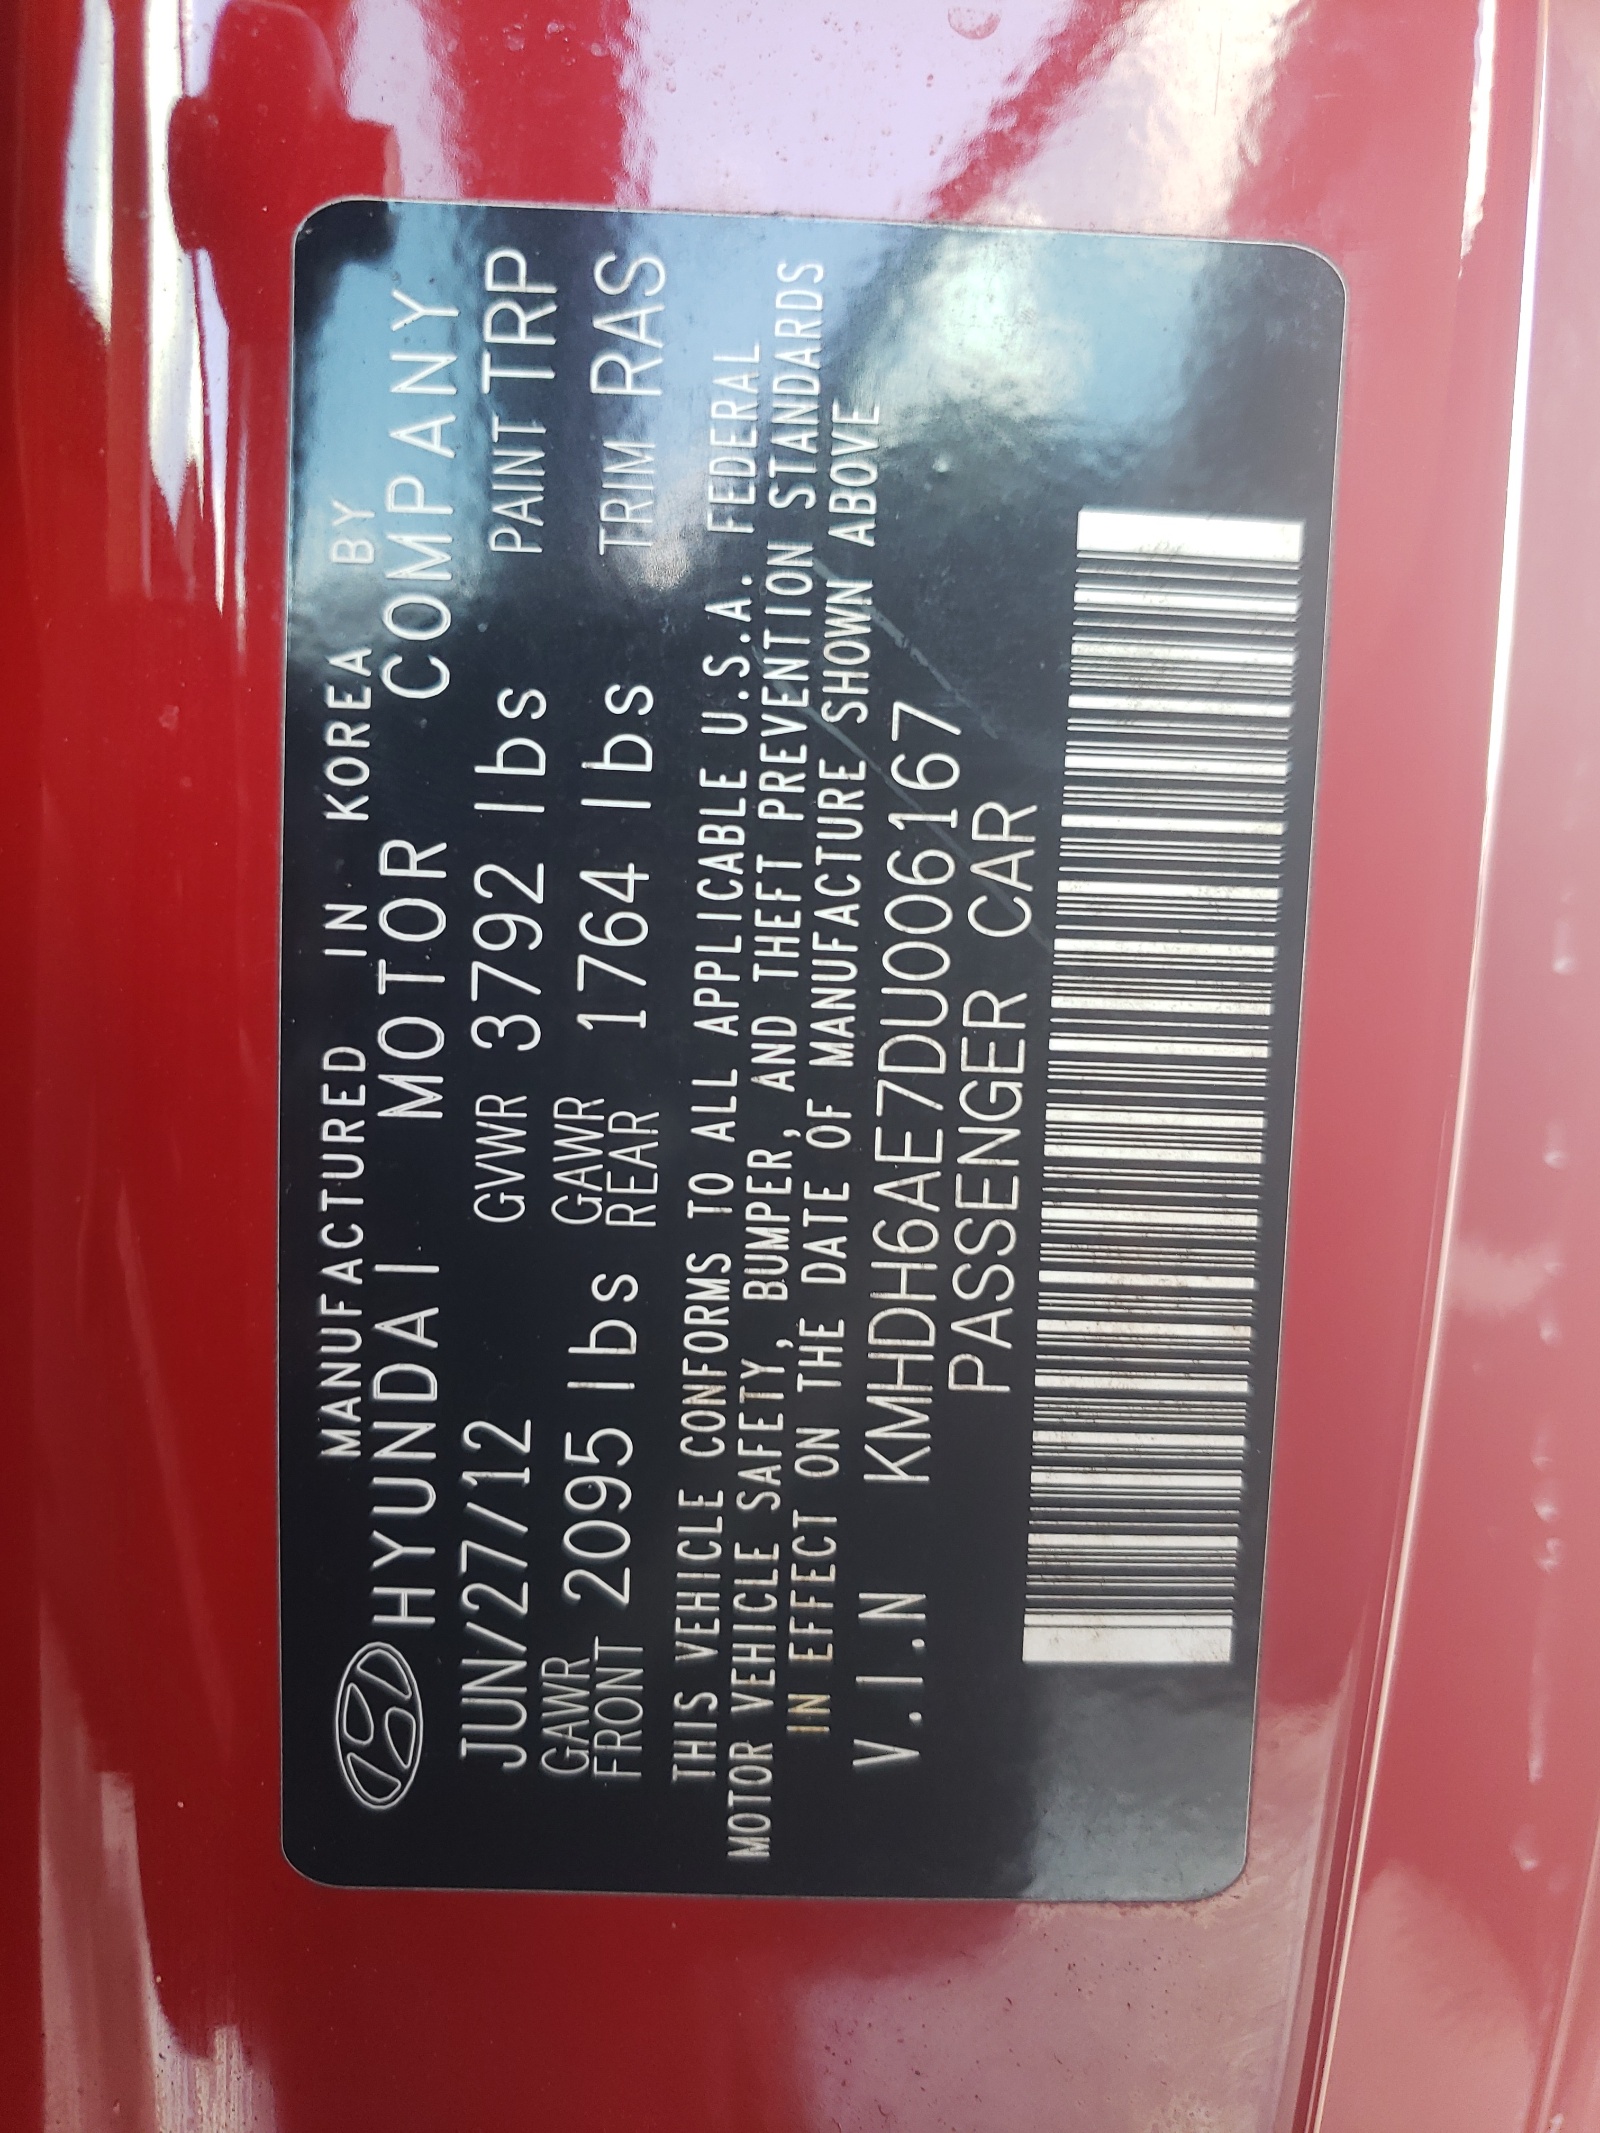 MANUFACTURED IN KOREA BY
HYUNDAI MOTOR COMPANY
JUN/27/12 GVWR 3792 lbs PAINT TRP
GAWR FRONT 2095 lbs GAWR REAR 1764 lbs TRIM RAS
THIS VEHICLE CONFORMS TO ALL APPLICABLE U.S.A. FEDERAL
MOTOR VEHICLE SAFETY, BUMPER, AND THEFT PREVENTION STANDARDS
IN EFFECT ON THE DATE OF MANUFACTURE SHOWN ABOVE
V.I.N KMHDH6AE7DU006167
PASSENGER CAR